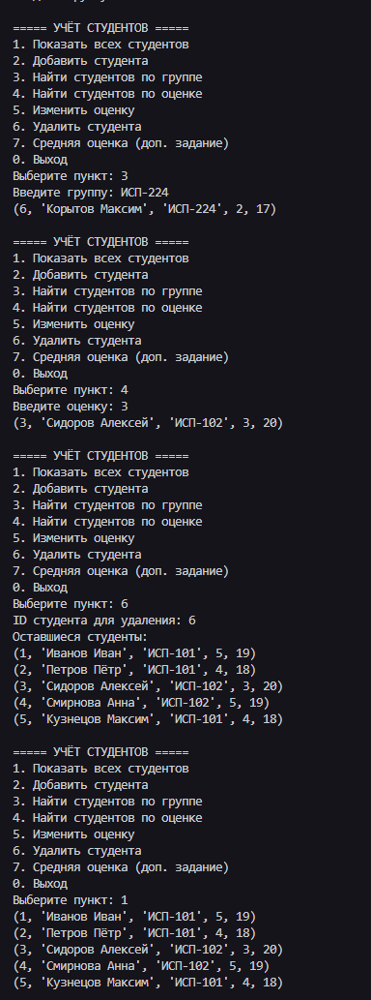 ===== УЧЁТ СТУДЕНТОВ =====
1. Показать всех студентов
2. Добавить студента
3. Найти студентов по группе
4. Найти студентов по оценке
5. Изменить оценку
6. Удалить студента
7. Средняя оценка (доп. задание)
0. Выход
Выберите пункт: 3
Введите группу: ИСП-224
(6, 'Корытов Максим', 'ИСП-224', 2, 17)
===== УЧЁТ СТУДЕНТОВ =====
1. Показать всех студентов
2. Добавить студента
3. Найти студентов по группе
4. Найти студентов по оценке
5. Изменить оценку
6. Удалить студента
7. Средняя оценка (доп. задание)
0. Выход
Выберите пункт: 4
Введите оценку: 3
(3, 'Сидоров Алексей', 'ИСП-102', 3, 20)
===== УЧЁТ СТУДЕНТОВ =====
1. Показать всех студентов
2. Добавить студента
3. Найти студентов по группе
4. Найти студентов по оценке
5. Изменить оценку
6. Удалить студента
7. Средняя оценка (доп. задание)
0. Выход
Выберите пункт: 6
ID студента для удаления: 6
Оставшиеся студенты:
(1, 'Иванов Иван', 'ИСП-101', 5, 19)
(2, 'Петров Пётр', 'ИСП-101', 4, 18)
(3, 'Сидоров Алексей', 'ИСП-102', 3, 20)
(4, 'Смирнова Анна', 'ИСП-102', 5, 19)
(5, 'Кузнецов Максим', 'ИСП-101', 4, 18)
===== УЧЁТ СТУДЕНТОВ =====
1. Показать всех студентов
2. Добавить студента
3. Найти студентов по группе
4. Найти студентов по оценке
5. Изменить оценку
6. Удалить студента
7. Средняя оценка (доп. задание)
0. Выход
Выберите пункт: 1
(1, 'Иванов Иван', 'ИСП-101', 5, 19)
(2, 'Петров Пётр', 'ИСП-101', 4, 18)
(3, 'Сидоров Алексей', 'ИСП-102', 3, 20)
(4, 'Смирнова Анна', 'ИСП-102', 5, 19)
(5, 'Кузнецов Максим', 'ИСП-101', 4, 18)